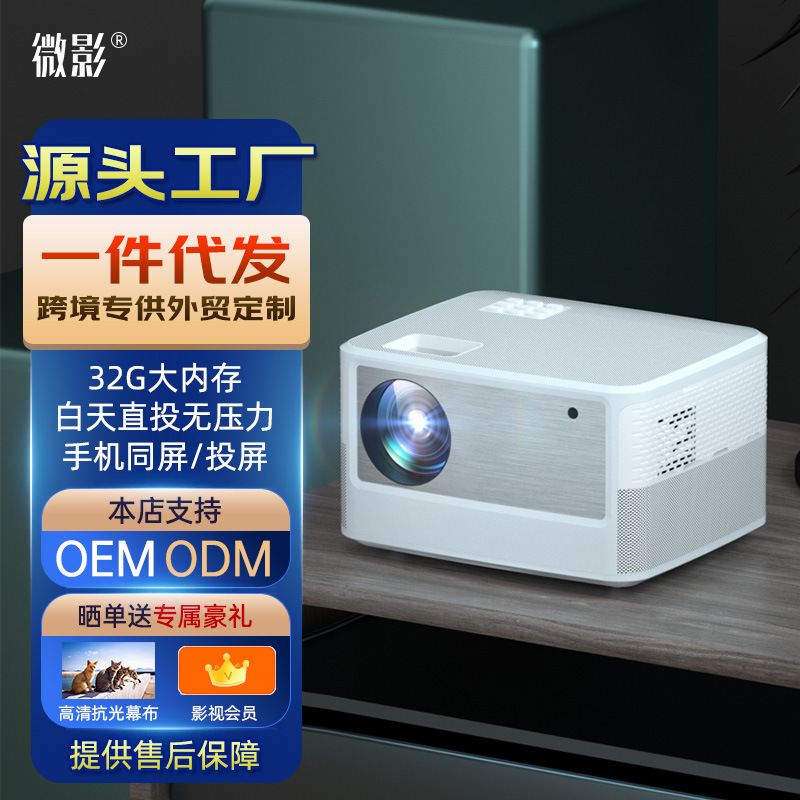 微影®
源头工厂
一件代发
跨境专供外贸定制
32G大内存
白天直投无压力
手机同屏/投屏
本店支持
OEM ODM
晒单送专属豪礼
V
高清抗光幕布 影视会员
提供售后保障